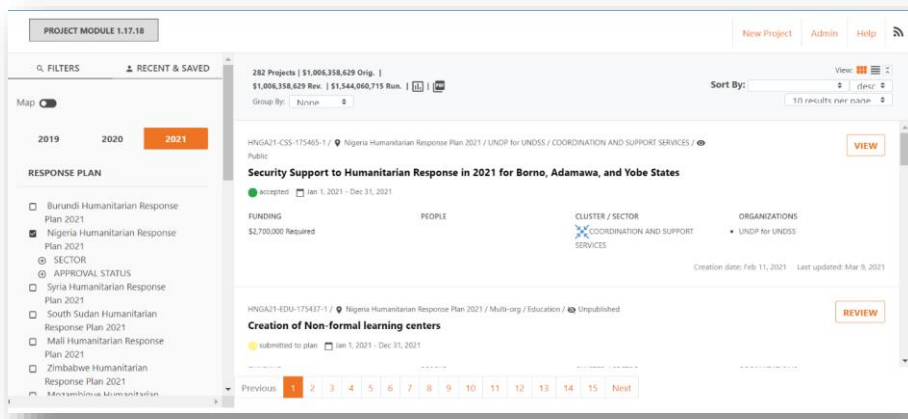 PROJECT MODULE 1.17.18
New Project Admin Help
FILTERS RECENT & SAVED
Map
2019 2020 2021
RESPONSE PLAN
Burundi Humanitarian Response
Plan 2021
Nigeria Humanitarian Response
Plan 2021
SECTOR
APPROVAL STATUS
Syria Humanitarian Response
Plan 2021
South Sudan Humanitarian
Response Plan 2021
Mali Humanitarian Response
Plan 2021
Zimbabwe Humanitarian
Response Plan 2021
Mozambique Humanitarian
282 Projects | $1,006,358,629 Orig. |
$1,006,358,629 Rev. | $1,544,060,715 Run. |
Group By: None
View:
Sort By: desc
10 results per page
HNGA21-CSS-175465-1 / Nigeria Humanitarian Response Plan 2021 / UNDP for UNDSS / COORDINATION AND SUPPORT SERVICES /
Public
VIEW
Security Support to Humanitarian Response in 2021 for Borno, Adamawa, and Yobe States
accepted Jan 1, 2021 - Dec 31, 2021
FUNDING PEOPLE CLUSTER / SECTOR ORGANIZATIONS
$2,700,000 Required COORDINATION AND SUPPORT • UNDP for UNDSS
SERVICES
Creation date: Feb 11, 2021 Last updated: Mar 9, 2021
HNGA21-EDU-175437-1 / Nigeria Humanitarian Response Plan 2021 / Multi-org / Education / Unpublished
REVIEW
Creation of Non-formal learning centers
submitted to plan Jan 1, 2021 - Dec 31, 2021
Previous 1 2 3 4 5 6 7 8 9 10 11 12 13 14 15 Next